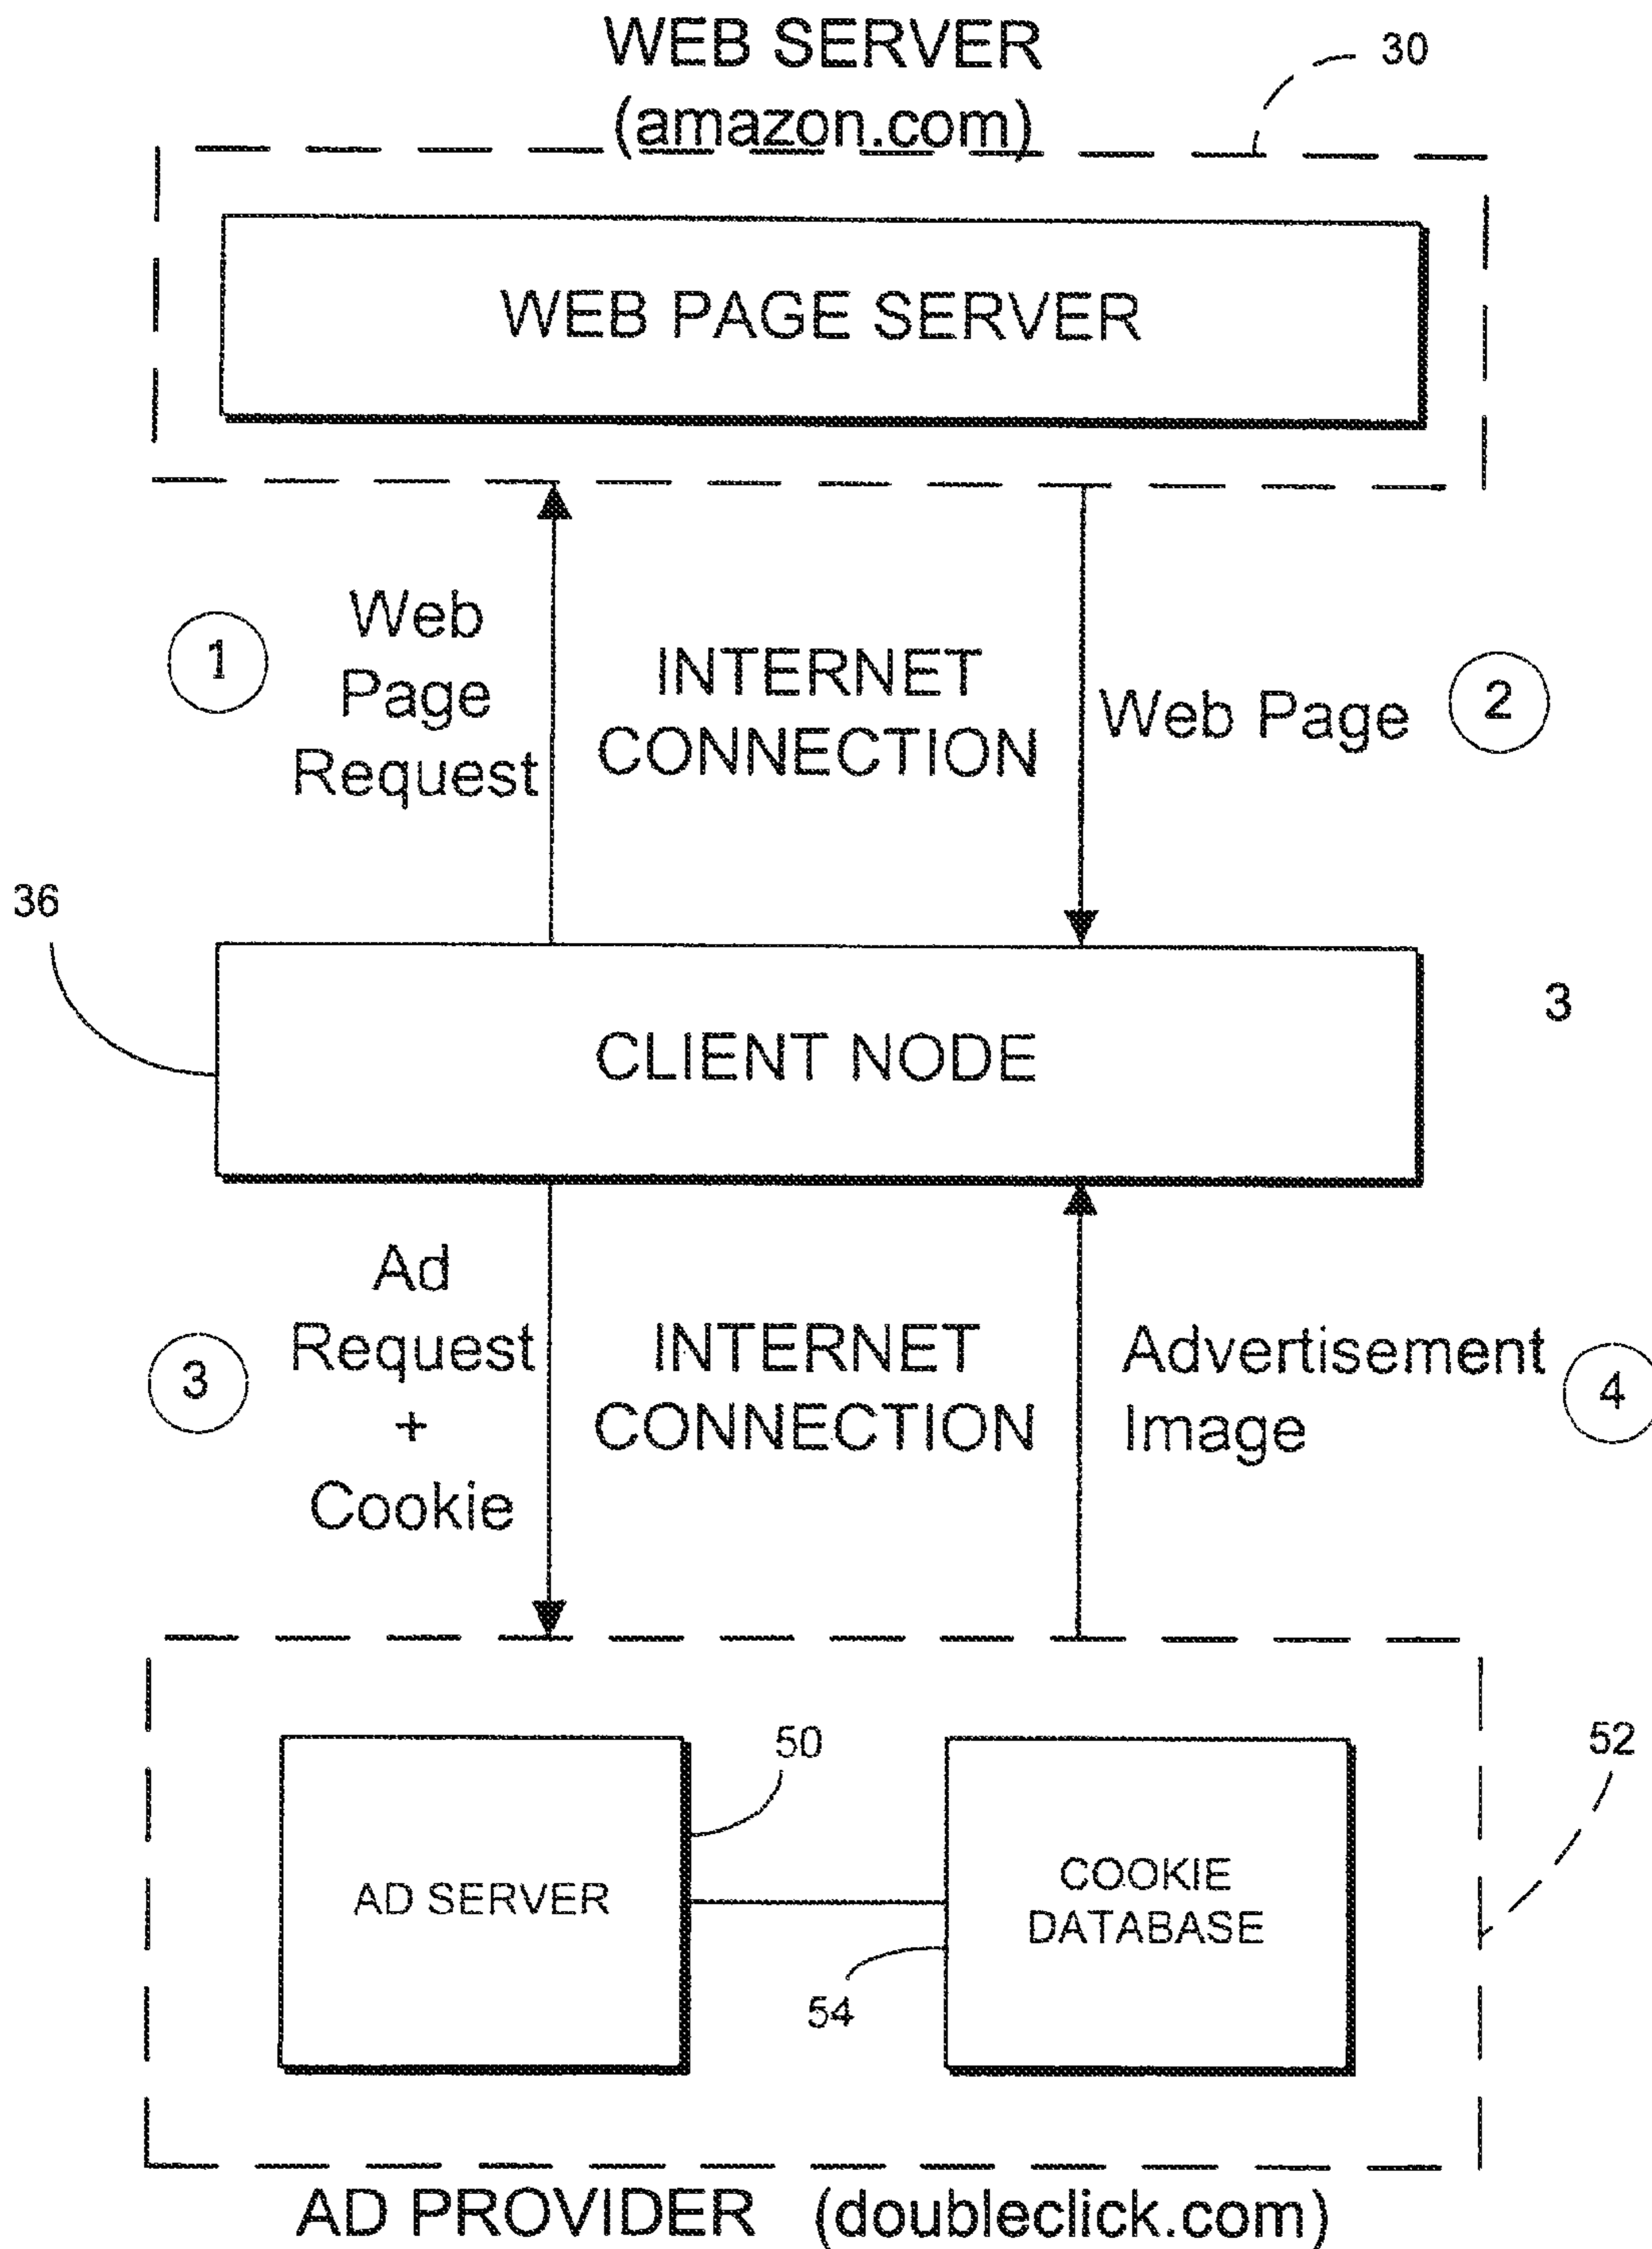 WEB SERVER
(amazon.com)
30
WEB PAGE SERVER
1
Web
Page
Request
INTERNET
CONNECTION
Web Page
2
36
CLIENT NODE
3
3
Ad
Request
+
Cookie
INTERNET
CONNECTION
Advertisement
Image
4
50
52
AD SERVER
COOKIE
DATABASE
54
AD PROVIDER (doubleclick.com)